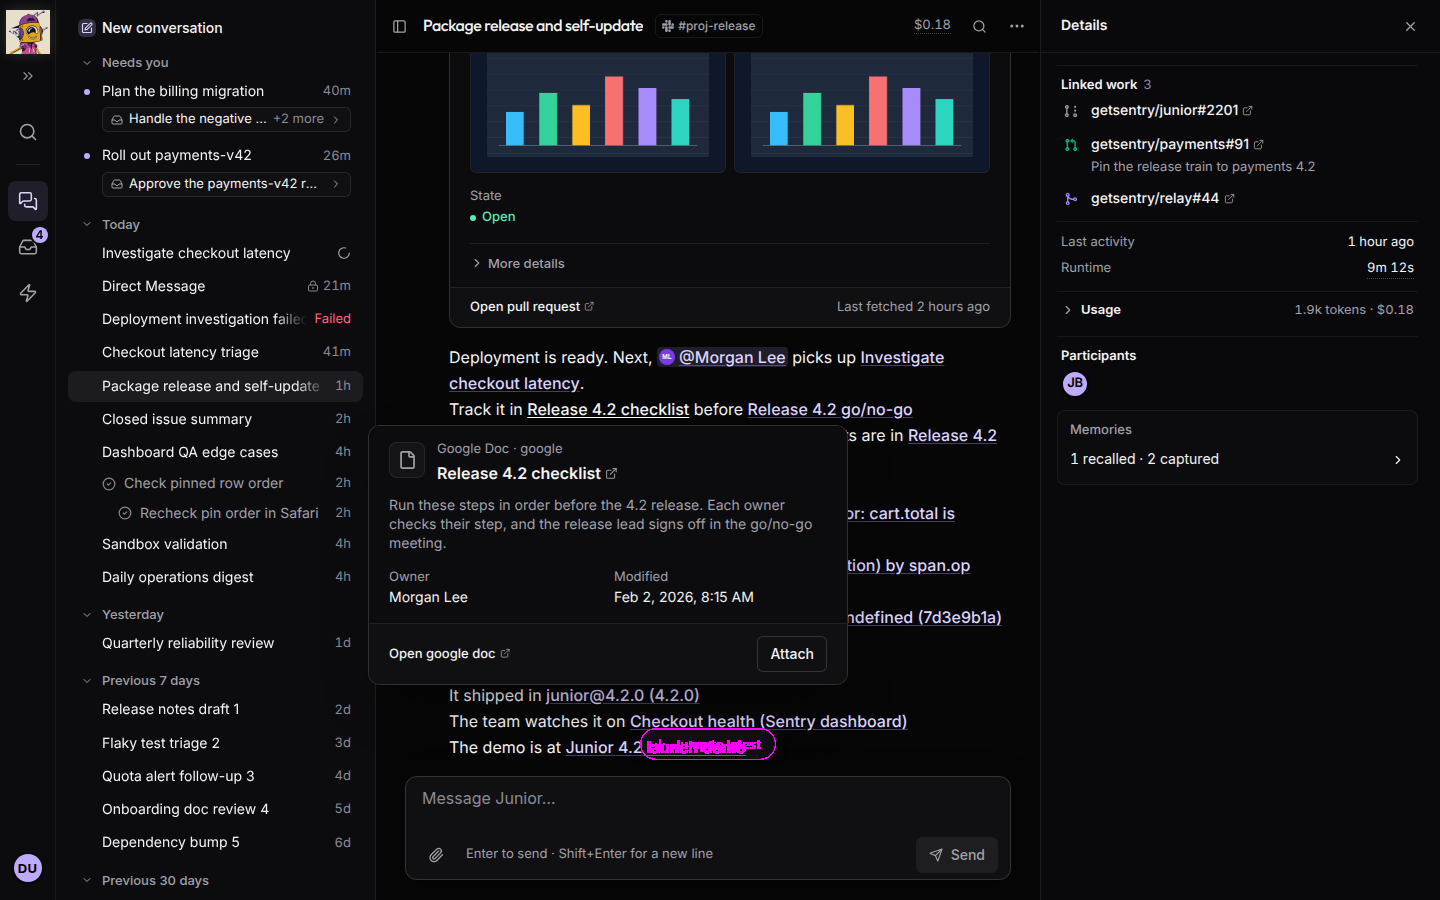 New conversation
Needs you
Plan the billing migration 40m
Handle the negative ... +2 more
Roll out payments-v42 26m
Approve the payments-v42 r...
Today
Investigate checkout latency
Direct Message 21m
Deployment investigation failed Failed
Checkout latency triage 41m
Package release and self-update 1h
Closed issue summary 2h
Dashboard QA edge cases 4h
Check pinned row order 2h
Recheck pin order in Safari 2h
Sandbox validation 4h
Daily operations digest 4h
Yesterday
Quarterly reliability review 1d
Previous 7 days
Release notes draft 1 2d
Flaky test triage 2 3d
Quota alert follow-up 3 4d
Onboarding doc review 4 5d
Dependency bump 5 6d
Previous 30 days
4
DU
Package release and self-update #proj-release $0.18
State
Open
More details
Open pull request Last fetched 2 hours ago
Deployment is ready. Next, ML @Morgan Lee picks up Investigate
checkout latency.
Track it in Release 4.2 checklist before Release 4.2 go/no-go
s are in Release 4.2
or: cart.total is
tion) by span.op
ndefined (7d3e9b1a)
Google Doc · google
Release 4.2 checklist
Run these steps in order before the 4.2 release. Each owner
checks their step, and the release lead signs off in the go/no-go
meeting.
Owner Modified
Morgan Lee Feb 2, 2026, 8:15 AM
Open google doc Attach
It shipped in junior@4.2.0 (4.2.0)
The team watches it on Checkout health (Sentry dashboard)
The demo is at Junior 4.2
Message Junior...
Enter to send · Shift+Enter for a new line Send
Details
Linked work 3
getsentry/junior#2201
getsentry/payments#91
Pin the release train to payments 4.2
getsentry/relay#44
Last activity 1 hour ago
Runtime 9m 12s
Usage 1.9k tokens · $0.18
Participants
JB
Memories
1 recalled · 2 captured